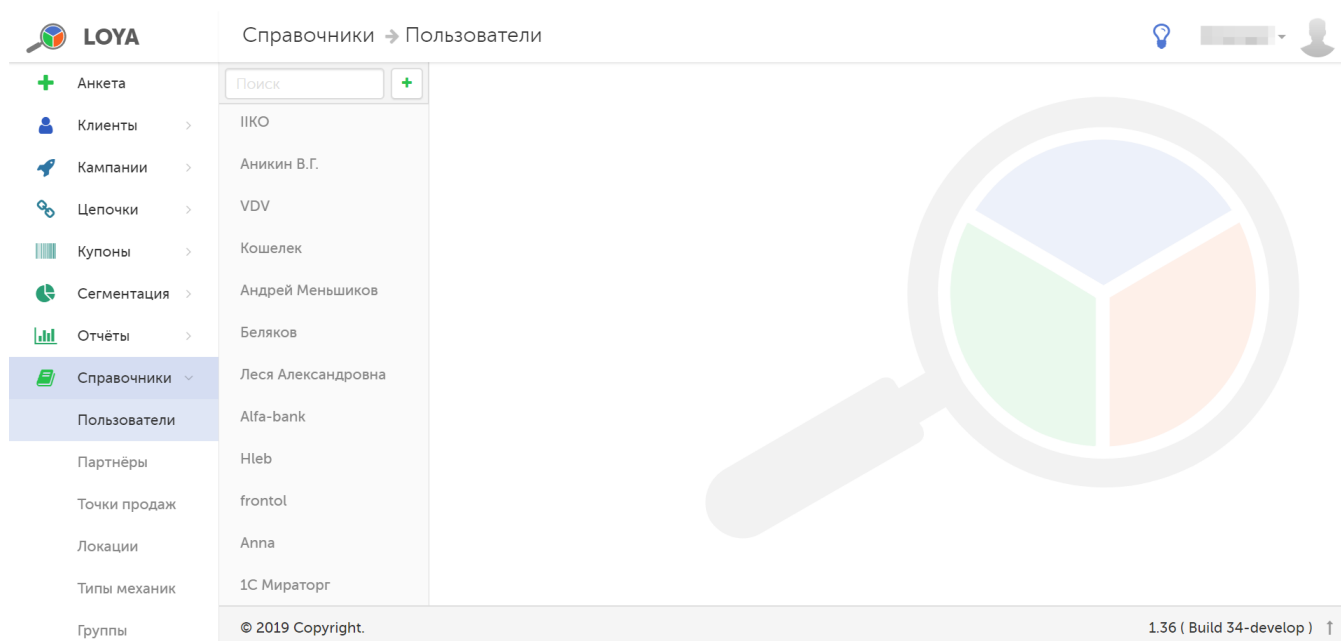 LOYA
Справочники → Пользователи
Анкета
Клиенты
Кампании
Цепочки
Купоны
Сегментация
Отчёты
Справочники
Пользователи
Партнёры
Точки продаж
Локации
Типы механик
Группы
Поиск
IIKO
Аникин В.Г.
VDV
Кошелек
Андрей Меньшиков
Беляков
Леся Александровна
Alfa-bank
Hleb
frontol
Anna
1С Мираторг
© 2019 Copyright.
1.36 ( Build 34-develop )